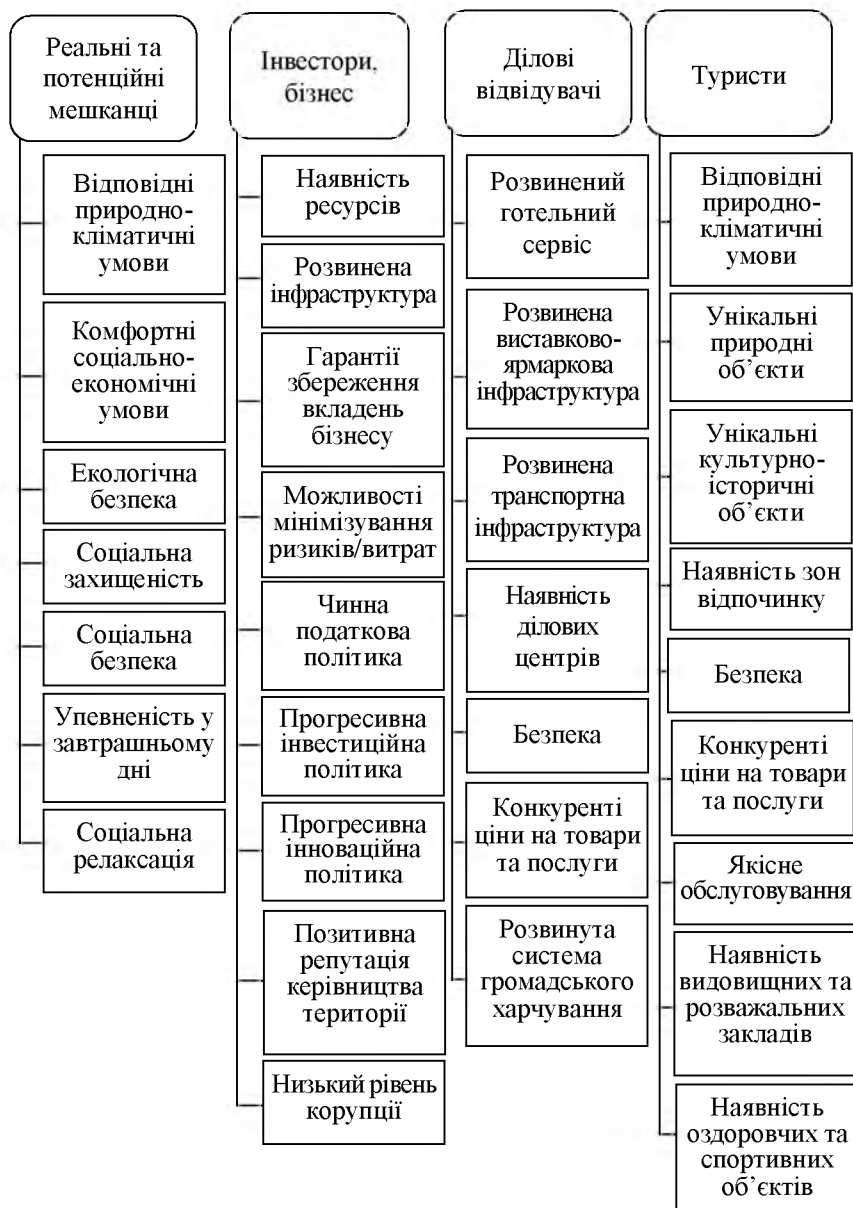 Реальні та
потенційні
мешканці
Відповідні
природно-
кліматичні
умови
Комфортні
соціально-
економічні
умови
Екологічна
безпека
Соціальна
захищеність
Соціальна
безпека
Упевненість у
завтрашньому
дні
Соціальна
релаксація
Інвестори,
бізнес
Наявність
ресурсів
Розвинена
інфраструктура
Гарантії
збереження
вкладень
бізнесу
Можливості
мінімізування
ризиків/витрат
Чинна
податкова
політика
Прогресивна
інвестиційна
політика
Прогресивна
інноваційна
політика
Позитивна
репутація
керівництва
території
Низький рівень
корупції
Ділові
відвідувачі
Розвинений
готельний
сервіс
Розвинена
виставково-
ярмаркова
інфраструктура
Розвинена
транспортна
інфраструктура
Наявність
ділових
центрів
Безпека
Конкуренті
ціни на товари
та послуги
Розвинута
система
громадського
харчування
Туристи
Відповідні
природно-
кліматичні
умови
Унікальні
природні
об’єкти
Унікальні
культурно-
історичні
об’єкти
Наявність зон
відпочинку
Безпека
Конкуренті
ціни на товари
та послуги
Якісне
обслуговування
Наявність
видовищних та
розважальних
закладів
Наявність
оздоровчих та
спортивних
об’єктів